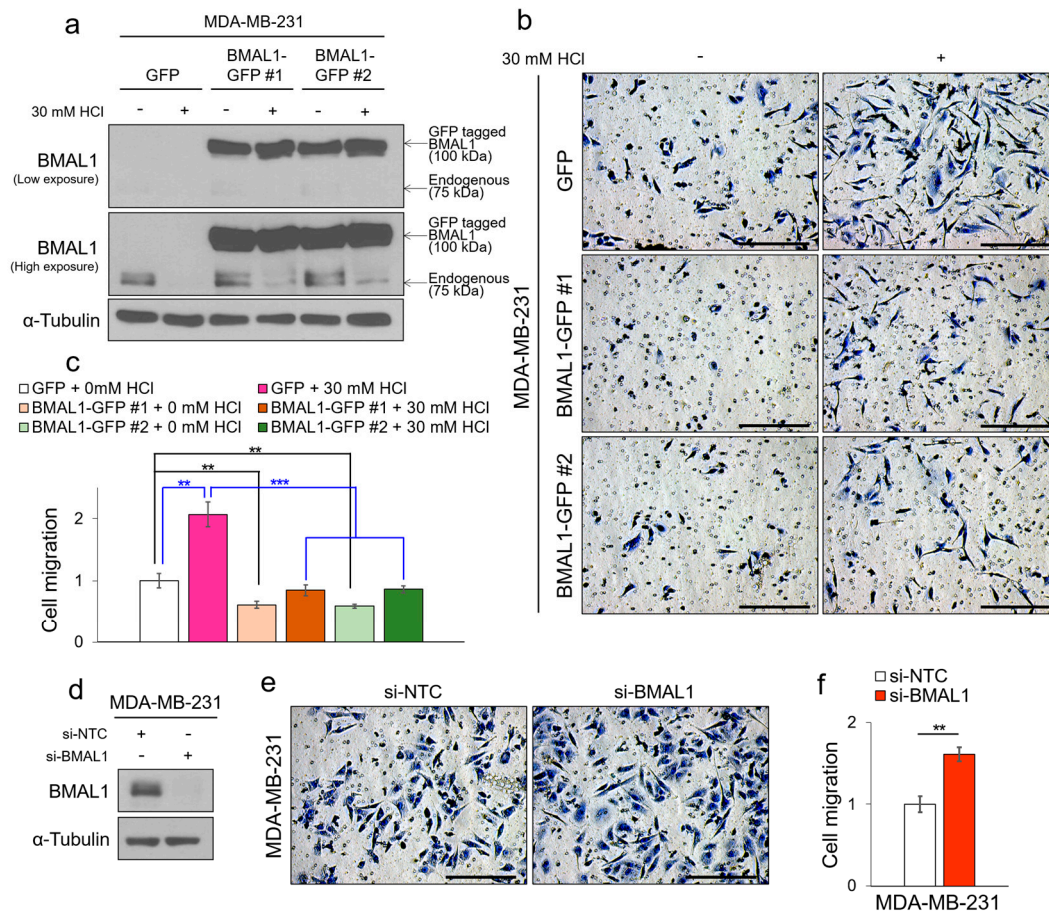 a
MDA-MB-231
GFP
BMAL1-
GFP #1
BMAL1-
GFP #2
30 mM HCl
- + - + - +
BMAL1
(Low exposure)
GFP tagged
BMAL1
(100 kDa)
Endogenous
(75 kDa)
BMAL1
(High exposure)
GFP tagged
BMAL1
(100 kDa)
Endogenous
(75 kDa)
α-Tubulin
b
30 mM HCl - +
MDA-MB-231
GFP
BMAL1-GFP #1
BMAL1-GFP #2
c
GFP + 0mM HCl
GFP + 30 mM HCl
BMAL1-GFP #1 + 0 mM HCl
BMAL1-GFP #1 + 30 mM HCl
BMAL1-GFP #2 + 0 mM HCl
BMAL1-GFP #2 + 30 mM HCl
**
**
** ***
Cell migration
2
1
0
d
MDA-MB-231
si-NTC + -
si-BMAL1 - +
BMAL1
α-Tubulin
e
si-NTC si-BMAL1
MDA-MB-231
f
si-NTC
si-BMAL1
**
Cell migration
2
1
0
MDA-MB-231